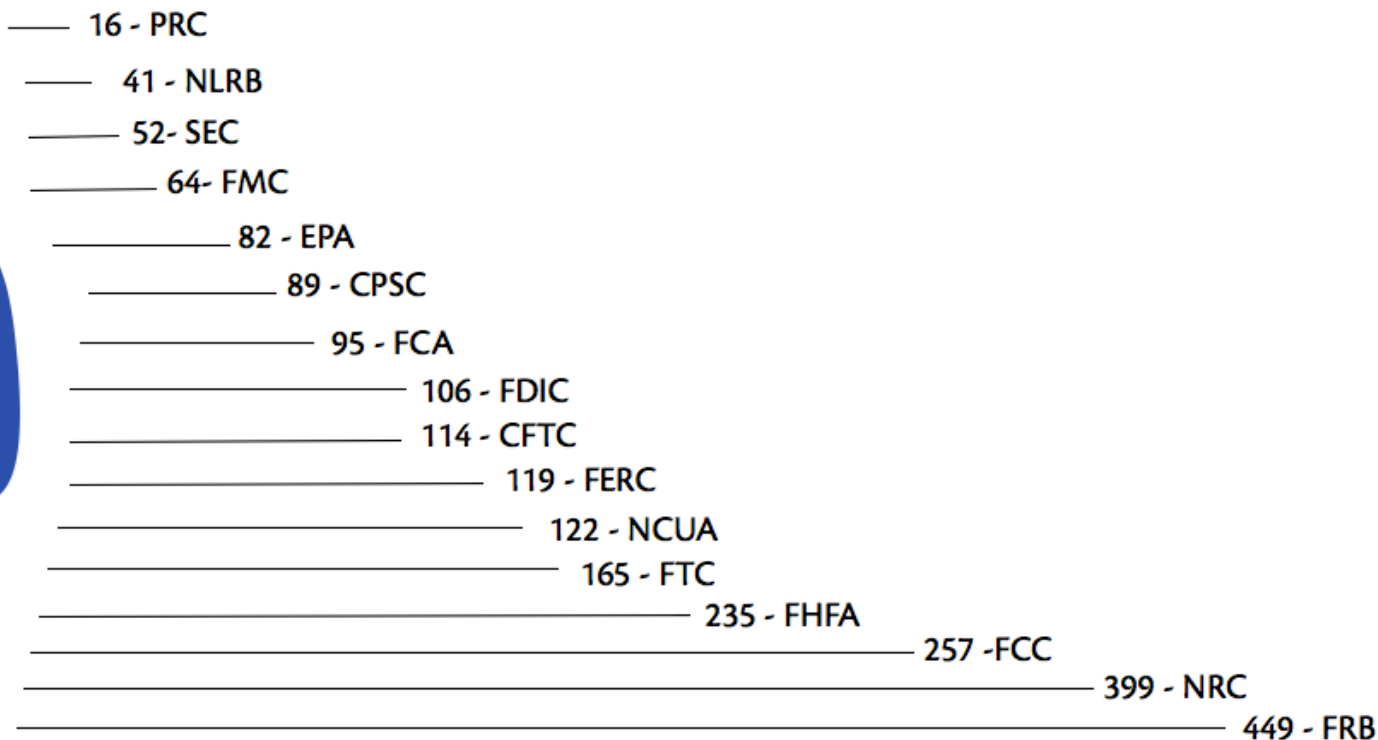 16 - PRC
41 - NLRB
52- SEC
64- FMC
82 - EPA
89 - CPSC
95 - FCA
106 - FDIC
114 - CFTC
119 - FERC
122 - NCUA
165 - FTC
235 - FHFA
257 -FCC
399 - NRC
449 - FRB